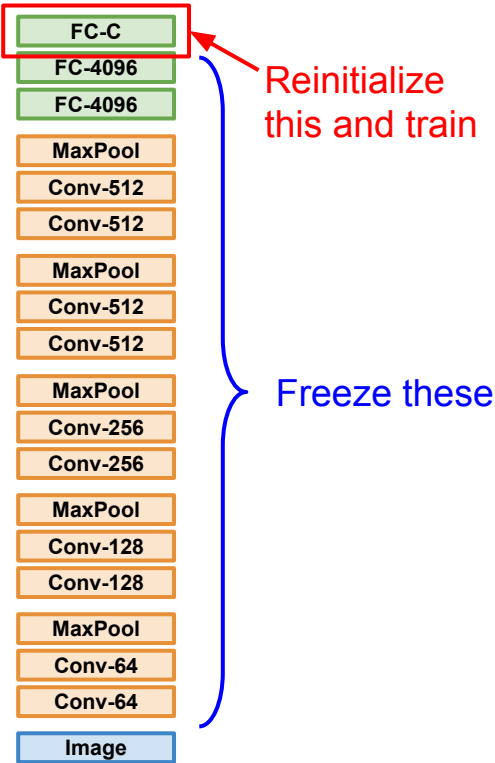 FC-C
FC-4096
FC-4096
MaxPool
Conv-512
Conv-512
MaxPool
Conv-512
Conv-512
MaxPool
Conv-256
Conv-256
MaxPool
Conv-128
Conv-128
MaxPool
Conv-64
Conv-64
Image
Reinitialize
this and train
Freeze these